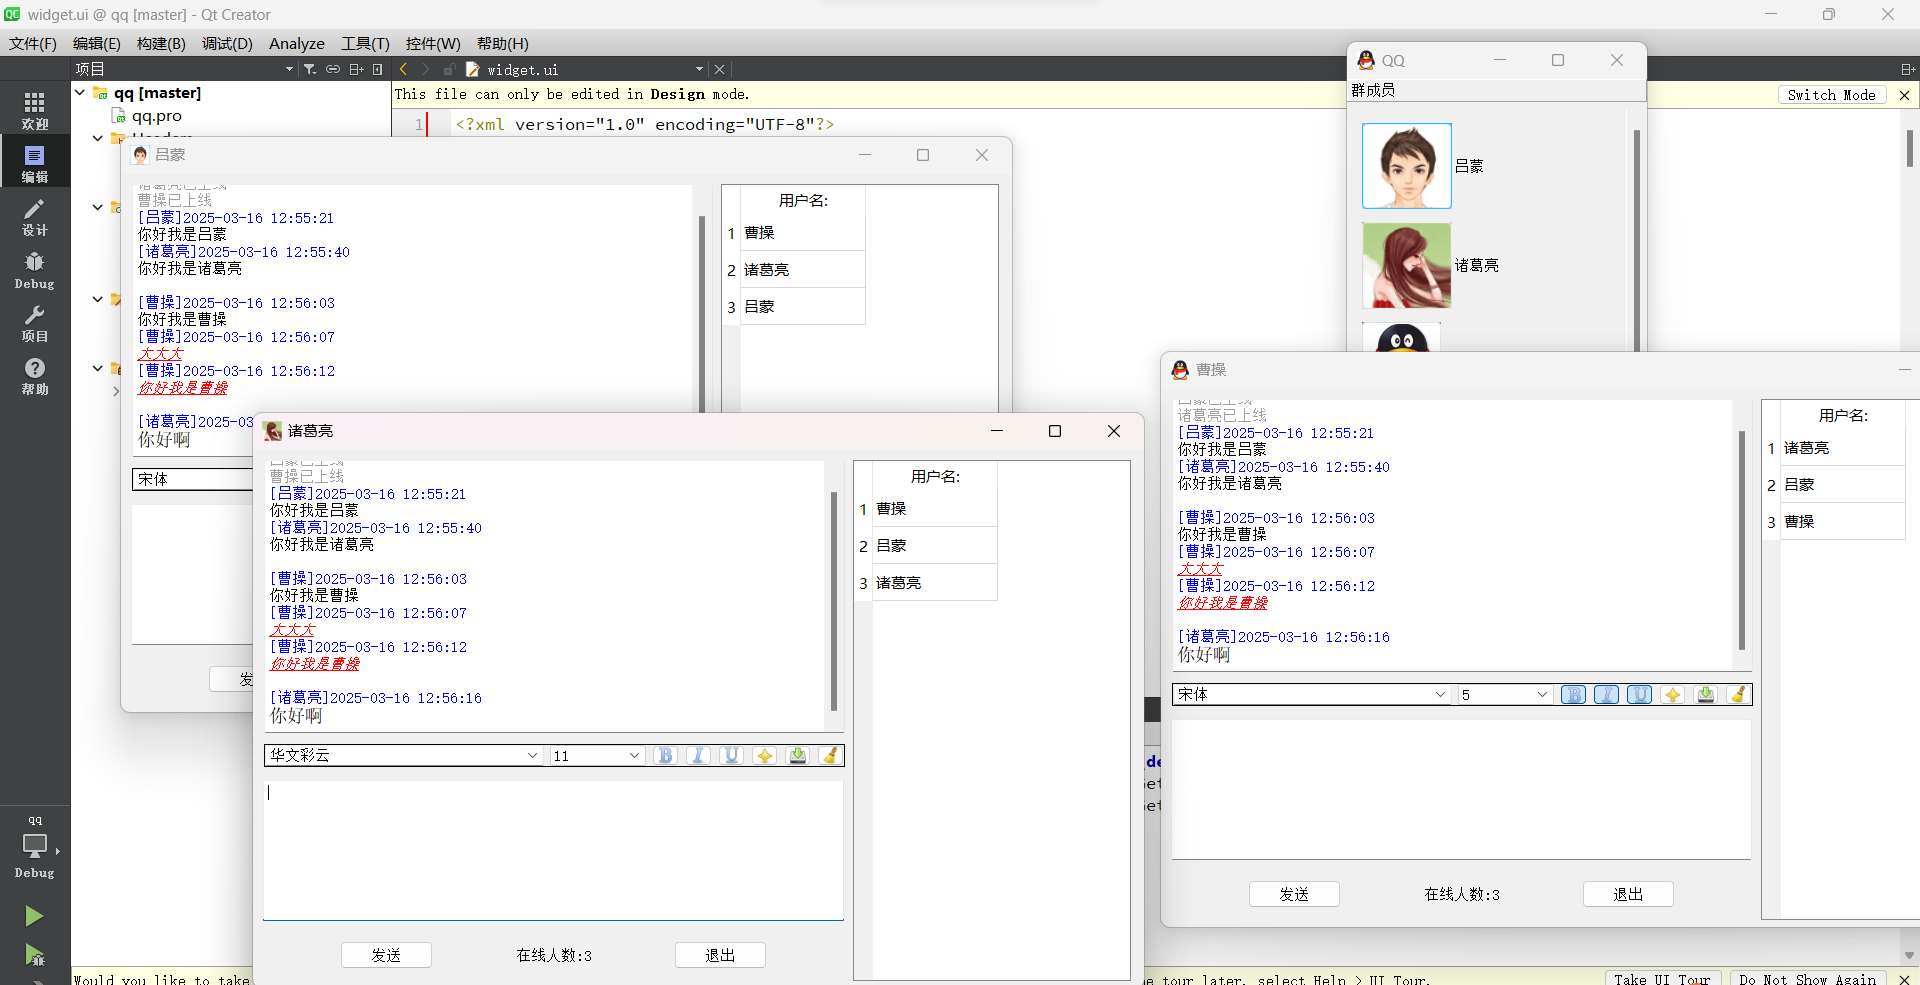 widget.ui @ qq [master] - Qt Creator
文件(F) 编辑(E) 构建(B) 调试(D) Analyze 工具(T) 控件(W) 帮助(H)
项目
widget.ui
qq [master]
This file can only be edited in Design mode.
Switch Mode
qq.pro
1 <?xml version="1.0" encoding="UTF-8"?>
Headers
欢迎
编辑
设计
Debug
项目
帮助
qq
Debug
QQ
群成员
吕蒙
诸葛亮
吕蒙
诸葛亮已上线
曹操已上线
[吕蒙]2025-03-16 12:55:21
你好我是吕蒙
[诸葛亮]2025-03-16 12:55:40
你好我是诸葛亮
[曹操]2025-03-16 12:56:03
你好我是曹操
[曹操]2025-03-16 12:56:07
大大大
[曹操]2025-03-16 12:56:12
你好我是曹操
[诸葛亮]2025-03
你好啊
宋体
发
用户名:
1 曹操
2 诸葛亮
3 吕蒙
诸葛亮
吕蒙已上线
曹操已上线
[吕蒙]2025-03-16 12:55:21
你好我是吕蒙
[诸葛亮]2025-03-16 12:55:40
你好我是诸葛亮
[曹操]2025-03-16 12:56:03
你好我是曹操
[曹操]2025-03-16 12:56:07
大大大
[曹操]2025-03-16 12:56:12
你好我是曹操
[诸葛亮]2025-03-16 12:56:16
你好啊
华文彩云 11 B I U
发送 在线人数:3 退出
用户名:
1 曹操
2 吕蒙
3 诸葛亮
曹操
吕蒙已上线
诸葛亮已上线
[吕蒙]2025-03-16 12:55:21
你好我是吕蒙
[诸葛亮]2025-03-16 12:55:40
你好我是诸葛亮
[曹操]2025-03-16 12:56:03
你好我是曹操
[曹操]2025-03-16 12:56:07
大大大
[曹操]2025-03-16 12:56:12
你好我是曹操
[诸葛亮]2025-03-16 12:56:16
你好啊
宋体 5 B I U
发送 在线人数:3 退出
用户名:
1 诸葛亮
2 吕蒙
3 曹操
\de
Would you like to take
tour later, select Help > UI Tour.
Take UI Tour Do Not Show Again